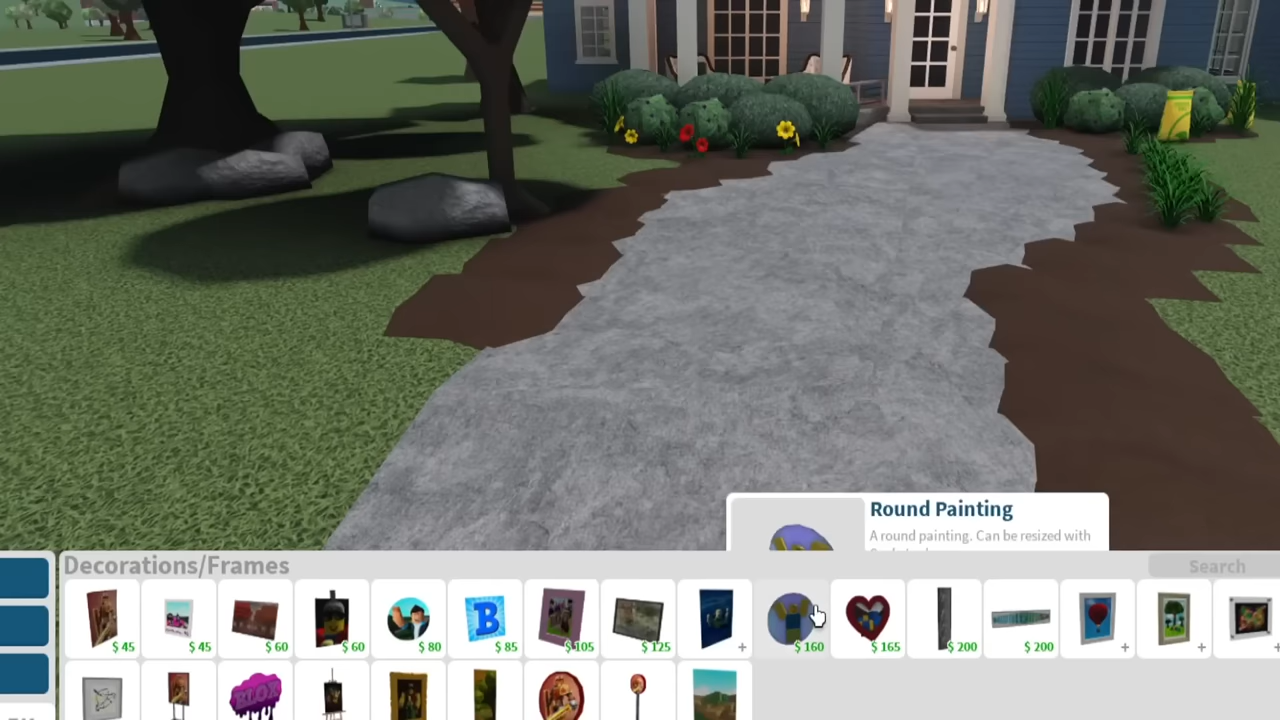 Round Painting
A round painting. Can be resized with
Decorations/Frames
Search
$ 45
$ 45
$ 60
$ 60
$ 80
B
$ 85
$ 105
$ 125
+
$ 160
$ 165
$ 200
$ 200
+
+
+
BLOX